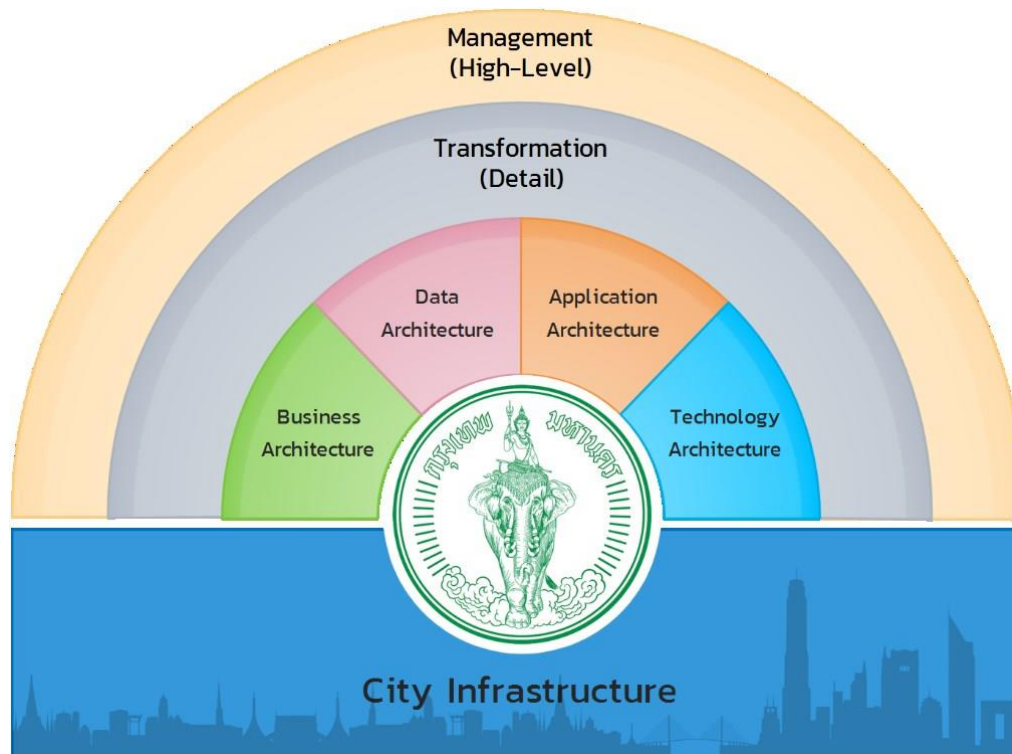 Management
(High-Level)
Transformation
(Detail)
Data
Architecture
Application
Architecture
Business
Architecture
Technology
Architecture
กรุงเทพ มหานคร
City Infrastructure